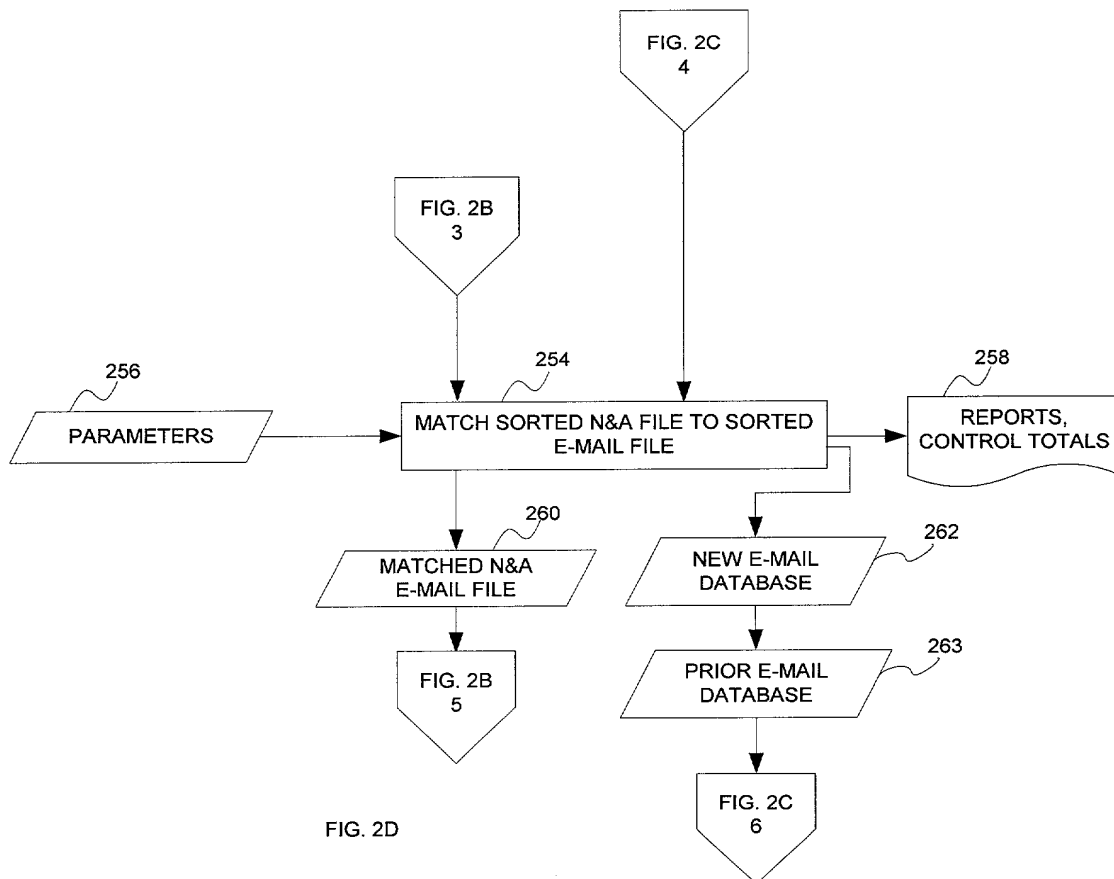 FIG. 2C
4
FIG. 2B
3
256
PARAMETERS
254
MATCH SORTED N&A FILE TO SORTED
E-MAIL FILE
258
REPORTS,
CONTROL TOTALS
260
MATCHED N&A
E-MAIL FILE
262
NEW E-MAIL
DATABASE
263
PRIOR E-MAIL
DATABASE
FIG. 2B
5
FIG. 2C
6
FIG. 2D